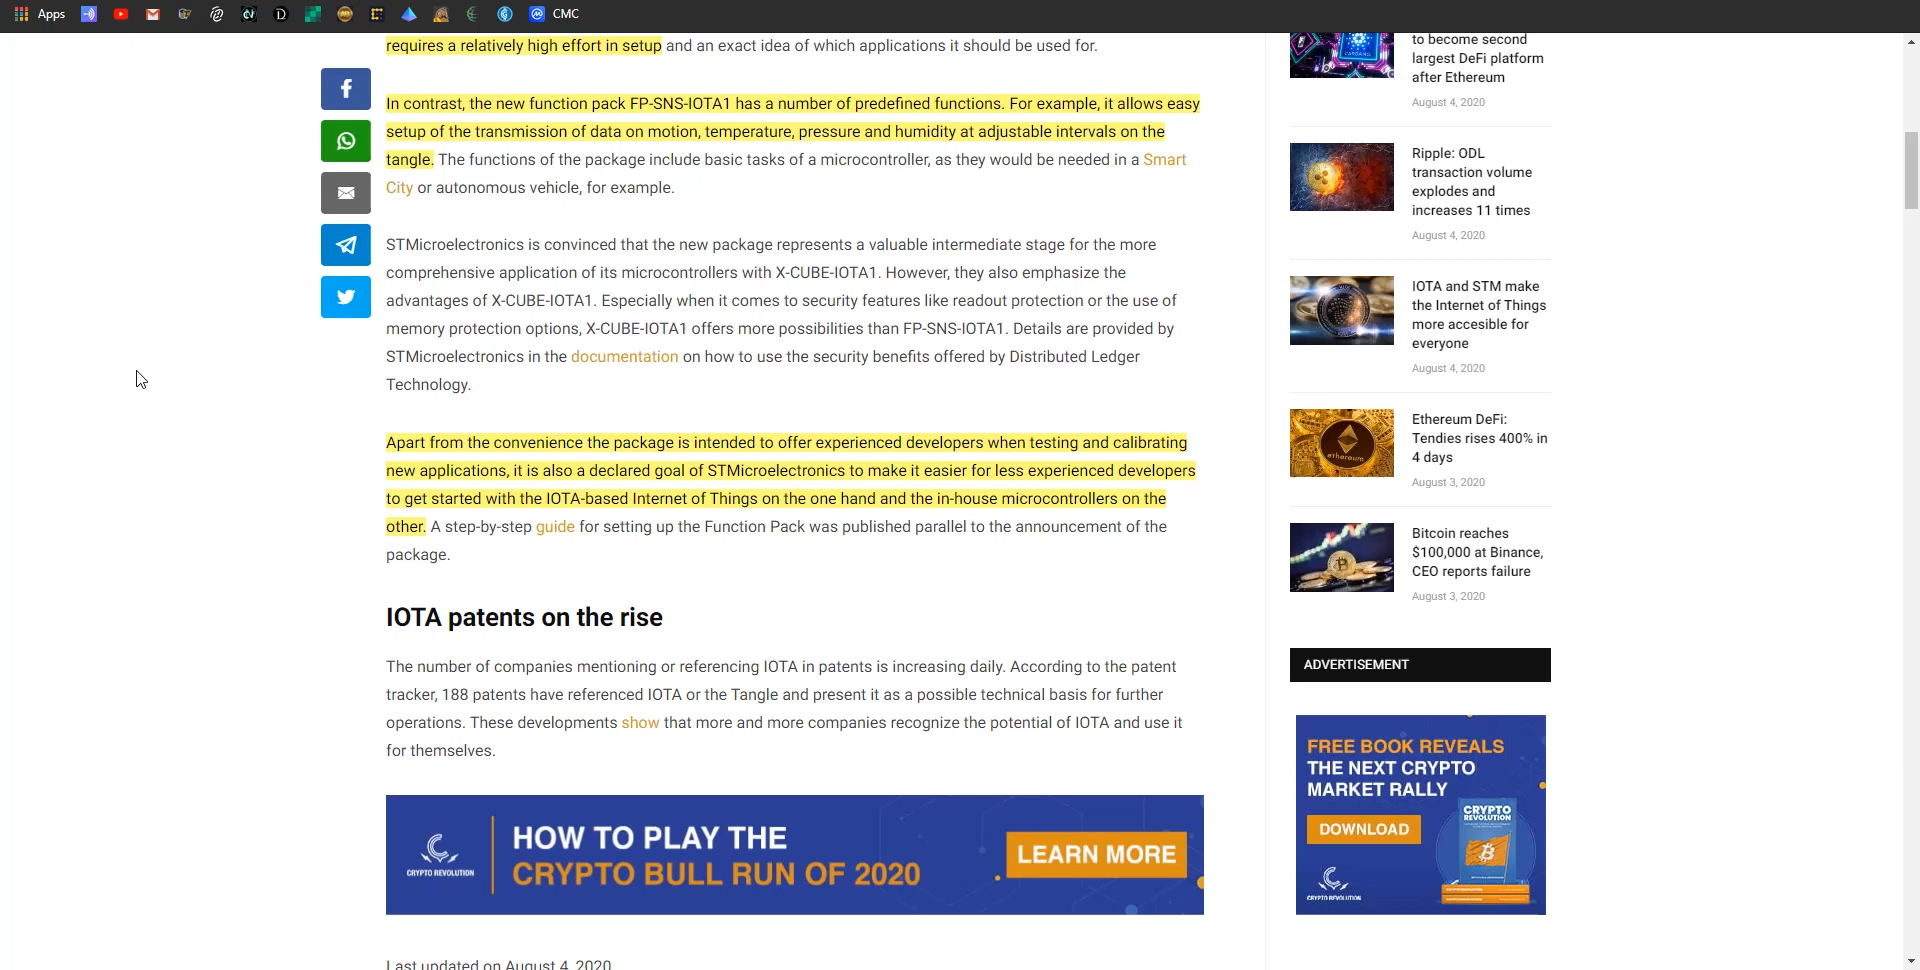 Apps
CMC
requires a relatively high effort in setup and an exact idea of which applications it should be used for.
In contrast, the new function pack FP-SNS-IOTA1 has a number of predefined functions. For example, it allows easy
setup of the transmission of data on motion, temperature, pressure and humidity at adjustable intervals on the
tangle. The functions of the package include basic tasks of a microcontroller, as they would be needed in a Smart
City or autonomous vehicle, for example.
STMicroelectronics is convinced that the new package represents a valuable intermediate stage for the more
comprehensive application of its microcontrollers with X-CUBE-IOTA1. However, they also emphasize the
advantages of X-CUBE-IOTA1. Especially when it comes to security features like readout protection or the use of
memory protection options, X-CUBE-IOTA1 offers more possibilities than FP-SNS-IOTA1. Details are provided by
STMicroelectronics in the documentation on how to use the security benefits offered by Distributed Ledger
Technology.
Apart from the convenience the package is intended to offer experienced developers when testing and calibrating
new applications, it is also a declared goal of STMicroelectronics to make it easier for less experienced developers
to get started with the IOTA-based Internet of Things on the one hand and the in-house microcontrollers on the
other. A step-by-step guide for setting up the Function Pack was published parallel to the announcement of the
package.
IOTA patents on the rise
The number of companies mentioning or referencing IOTA in patents is increasing daily. According to the patent
tracker, 188 patents have referenced IOTA or the Tangle and present it as a possible technical basis for further
operations. These developments show that more and more companies recognize the potential of IOTA and use it
for themselves.
CRYPTO REVOLUTION
HOW TO PLAY THE
CRYPTO BULL RUN OF 2020
LEARN MORE
Last updated on August 4, 2020
to become second
largest DeFi platform
after Ethereum
August 4, 2020
Ripple: ODL
transaction volume
explodes and
increases 11 times
August 4, 2020
IOTA and STM make
the Internet of Things
more accesible for
everyone
August 4, 2020
ethereum
Ethereum DeFi:
Tendies rises 400% in
4 days
August 3, 2020
Bitcoin reaches
$100,000 at Binance,
CEO reports failure
August 3, 2020
ADVERTISEMENT
FREE BOOK REVEALS
THE NEXT CRYPTO
MARKET RALLY
DOWNLOAD
CRYPTO
REVOLUTION
CRYPTO REVOLUTION